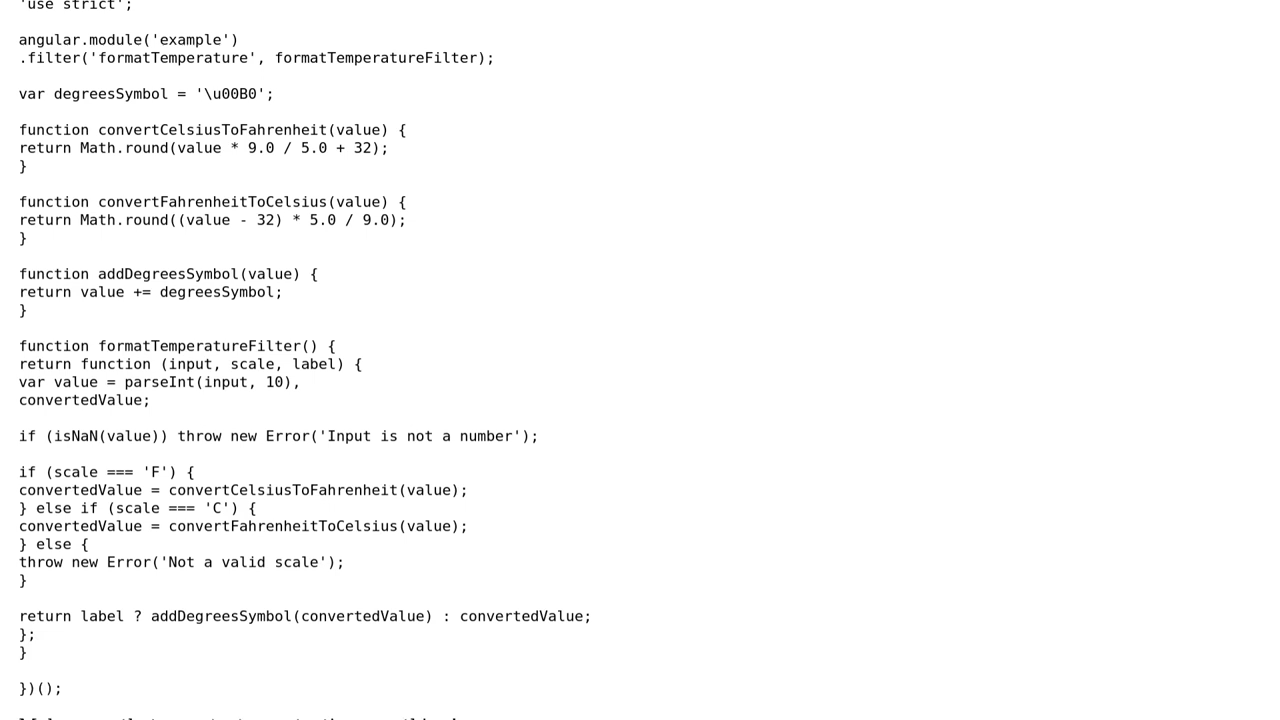 'use strict';
angular.module('example')
.filter('formatTemperature', formatTemperatureFilter);
var degreesSymbol = '\u00B0';
function convertCelsiusToFahrenheit(value) {
return Math.round(value * 9.0 / 5.0 + 32);
}
function convertFahrenheitToCelsius(value) {
return Math.round((value - 32) * 5.0 / 9.0);
}
function addDegreesSymbol(value) {
return value += degreesSymbol;
}
function formatTemperatureFilter() {
return function (input, scale, label) {
var value = parseInt(input, 10),
convertedValue;
if (isNaN(value)) throw new Error('Input is not a number');
if (scale === 'F') {
convertedValue = convertCelsiusToFahrenheit(value);
} else if (scale === 'C') {
convertedValue = convertFahrenheitToCelsius(value);
} else {
throw new Error('Not a valid scale');
}
return label ? addDegreesSymbol(convertedValue) : convertedValue;
};
}
})();